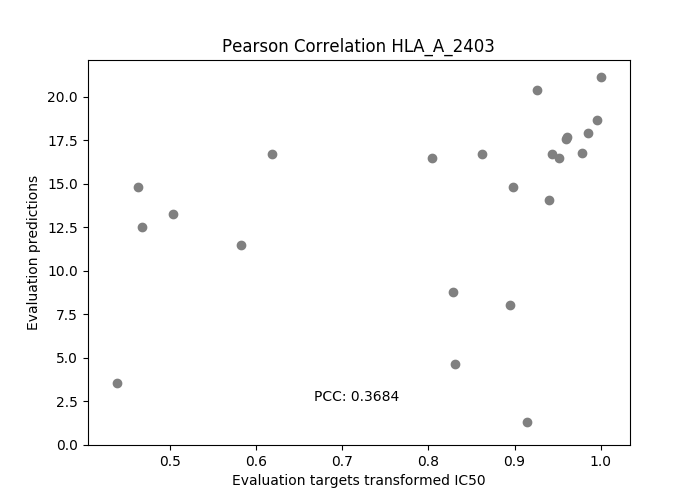 Pearson Correlation HLA_A_2403
Evaluation predictions
20.0
17.5
15.0
12.5
10.0
7.5
5.0
2.5
0.0
PCC: 0.3684
0.5 0.6 0.7 0.8 0.9 1.0
Evaluation targets transformed IC50